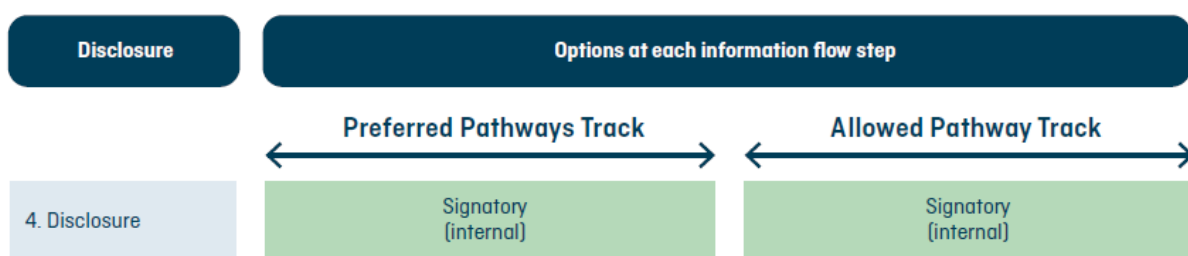 Disclosure
Options at each information flow step
Preferred Pathways Track
Allowed Pathway Track
4. Disclosure
Signatory
(internal)
Signatory
(internal)